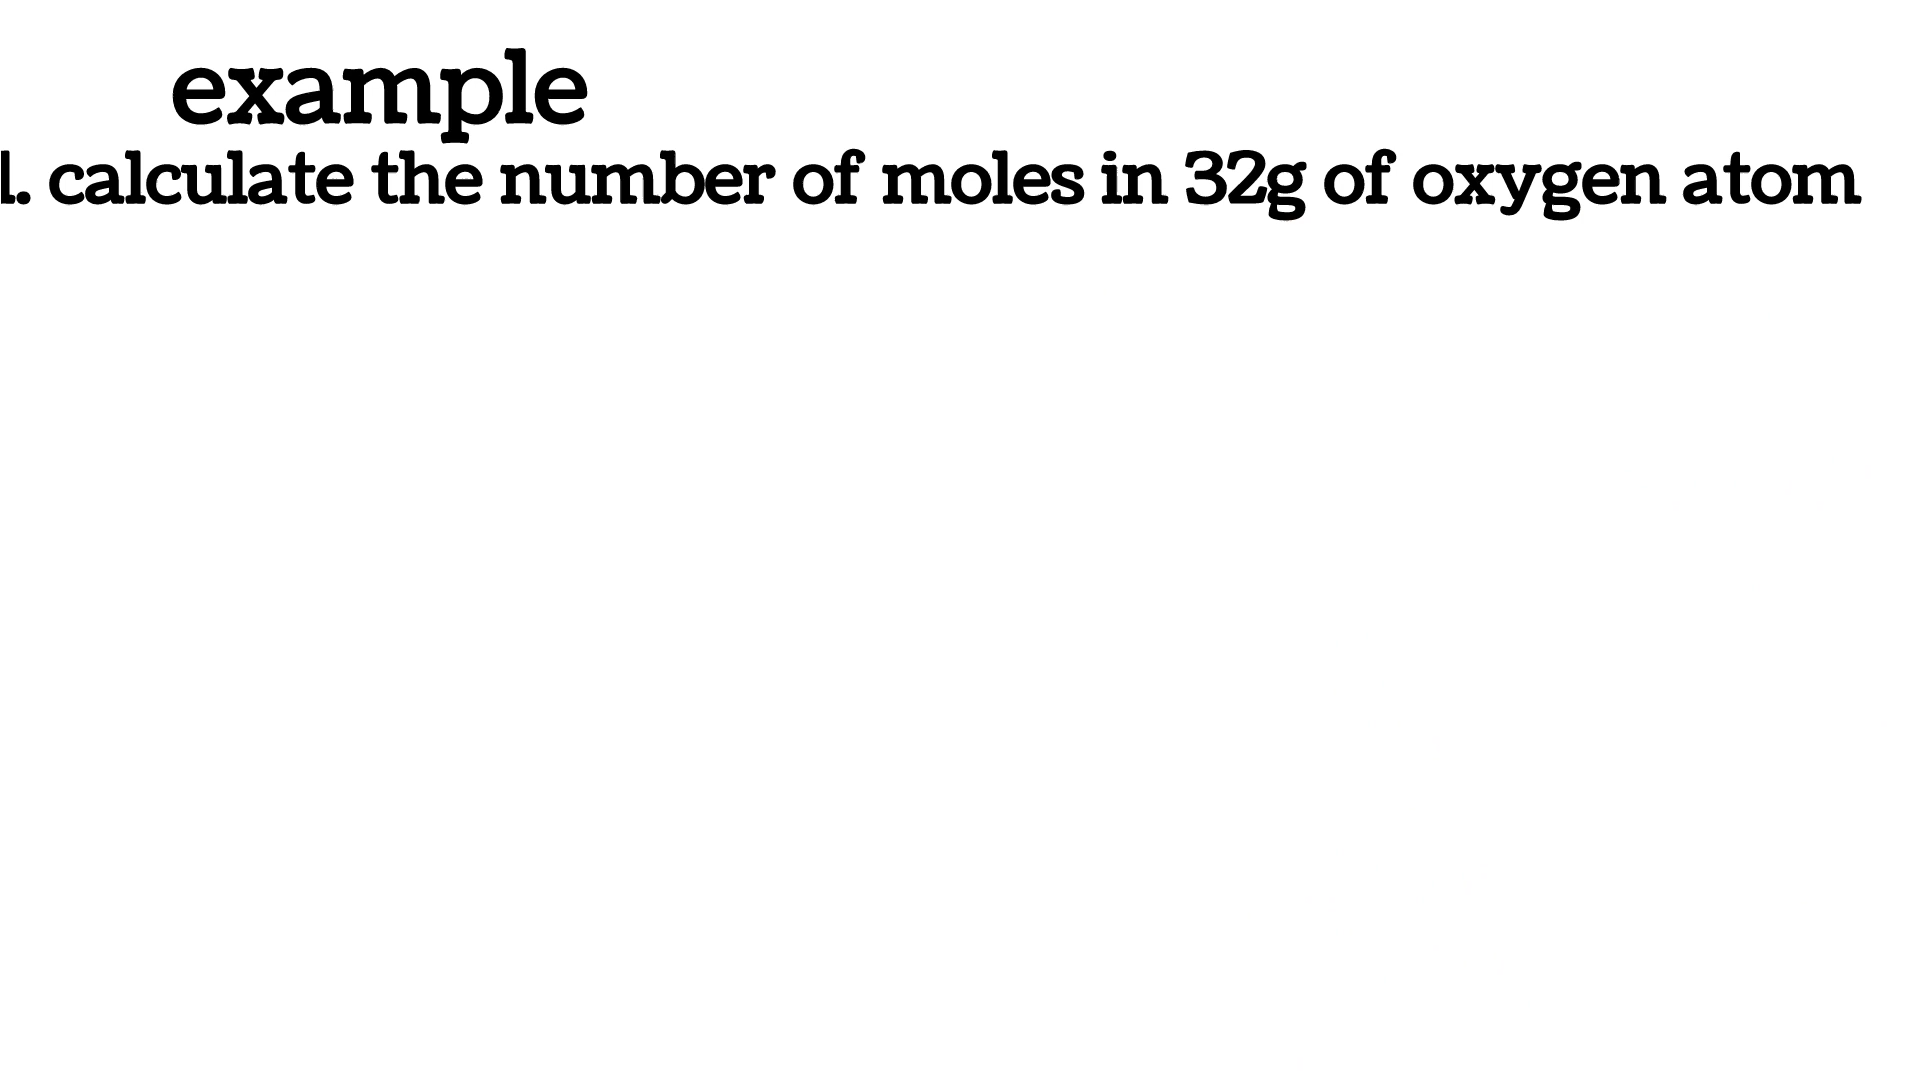 example
1. calculate the number of moles in 32g of oxygen atom